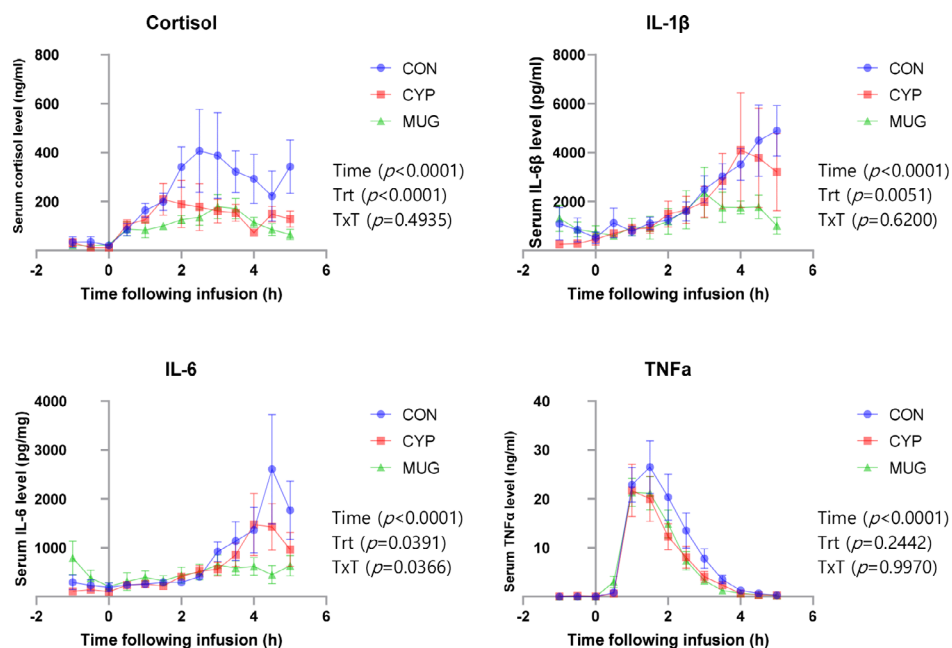 Cortisol
Serum cortisol level (ng/ml)
800
600
400
200
-2
0
2
4
6
Time following infusion (h)
CON
CYP
MUG
Time (p<0.0001)
Trt (p<0.0001)
TxT (p=0.4935)
IL-1β
Serum IL-6β level (pg/ml)
8000
6000
4000
2000
-2
0
2
4
6
Time following infusion (h)
CON
CYP
MUG
Time (p<0.0001)
Trt (p=0.0051)
TxT (p=0.6200)
IL-6
Serum IL-6 level (pg/mg)
4000
3000
2000
1000
-2
0
2
4
6
Time following infusion (h)
CON
CYP
MUG
Time (p<0.0001)
Trt (p=0.0391)
TxT (p=0.0366)
TNFa
Serum TNFα level (ng/ml)
40
30
20
10
-2
0
2
4
6
Time following infusion (h)
CON
CYP
MUG
Time (p<0.0001)
Trt (p=0.2442)
TxT (p=0.9970)